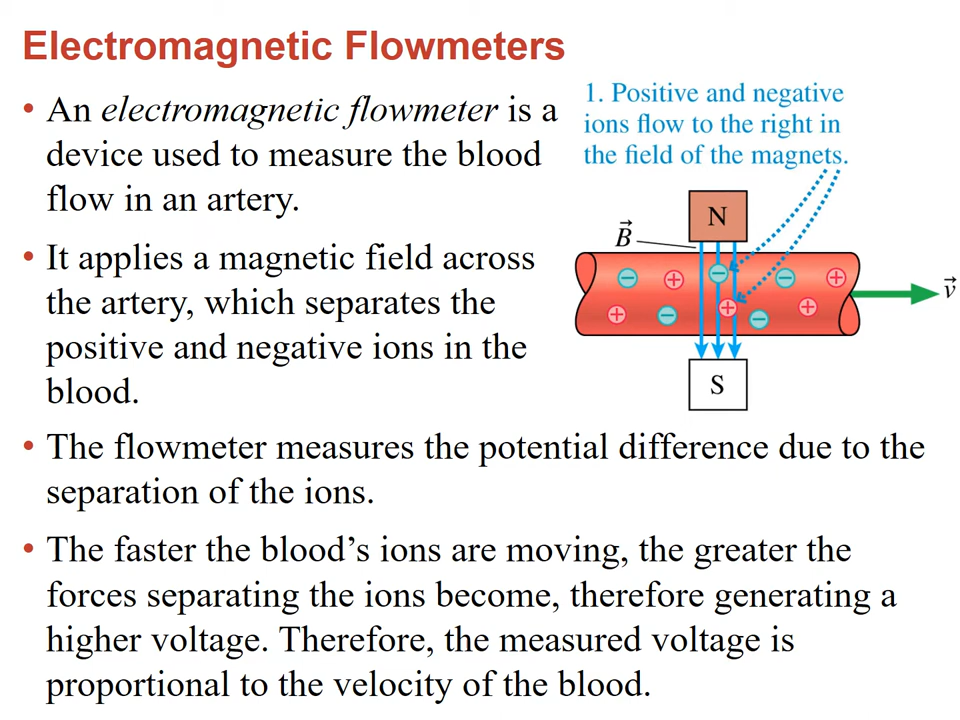 Electromagnetic Flowmeters
• An electromagnetic flowmeter is a
device used to measure the blood
flow in an artery.
• It applies a magnetic field across
the artery, which separates the
positive and negative ions in the
blood.
• The flowmeter measures the potential difference due to the
separation of the ions.
• The faster the blood’s ions are moving, the greater the
forces separating the ions become, therefore generating a
higher voltage. Therefore, the measured voltage is
proportional to the velocity of the blood.
1. Positive and negative
ions flow to the right in
the field of the magnets.
N
B⃗
− + − − +
v⃗
+ − + − +
S